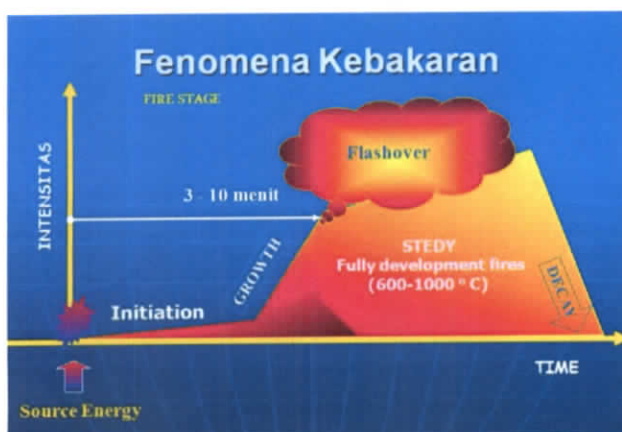 Fenomena Kebakaran
FIRE STAGE
INTENSITAS
Flashover
3 - 10 menit
GROWTH
STEDY
Fully development fires
(600-1000 ° C)
DECAY
Initiation
TIME
Source Energy